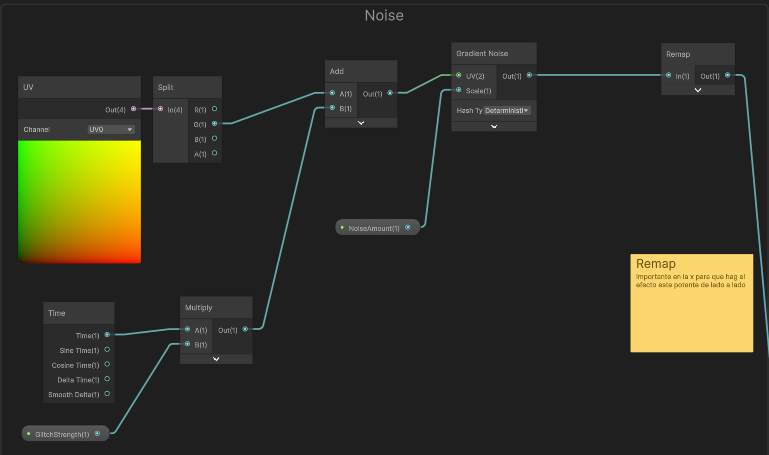 Noise
UV
Out(4)
Channel
UV0
Split
In(4)
R(1)
G(1)
B(1)
A(1)
Add
A(1)
Out(1)
B(1)
Gradient Noise
UV(2)
Out(1)
Scale(1)
Hash Ty
Deterministi
Remap
In(1)
Out(1)
NoiseAmount(1)
Remap
Importante en la x para que hag el
efecto este potente de lado a lado
Time
Time(1)
Sine Time(1)
Cosine Time(1)
Delta Time(1)
Smooth Delta(1)
Multiply
A(1)
Out(1)
B(1)
GlitchStrength(1)